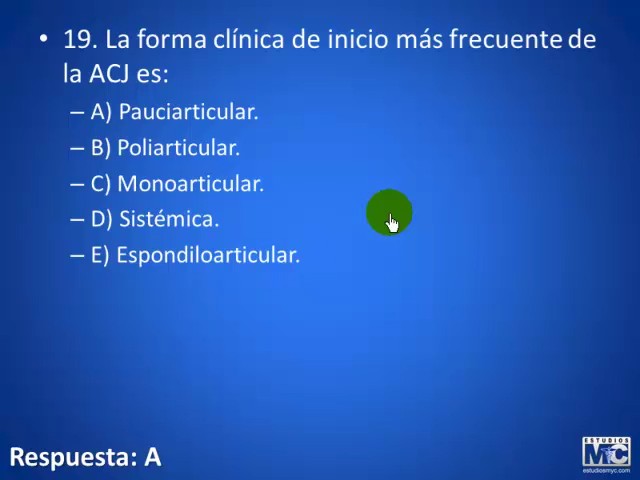 • 19. La forma clínica de inicio más frecuente de
la ACJ es:
– A) Pauciarticular.
– B) Poliarticular.
– C) Monoarticular.
– D) Sistémica.
– E) Espondiloarticular.
Respuesta: A
ESTUDIOS
MyC
estudiosmyc.com